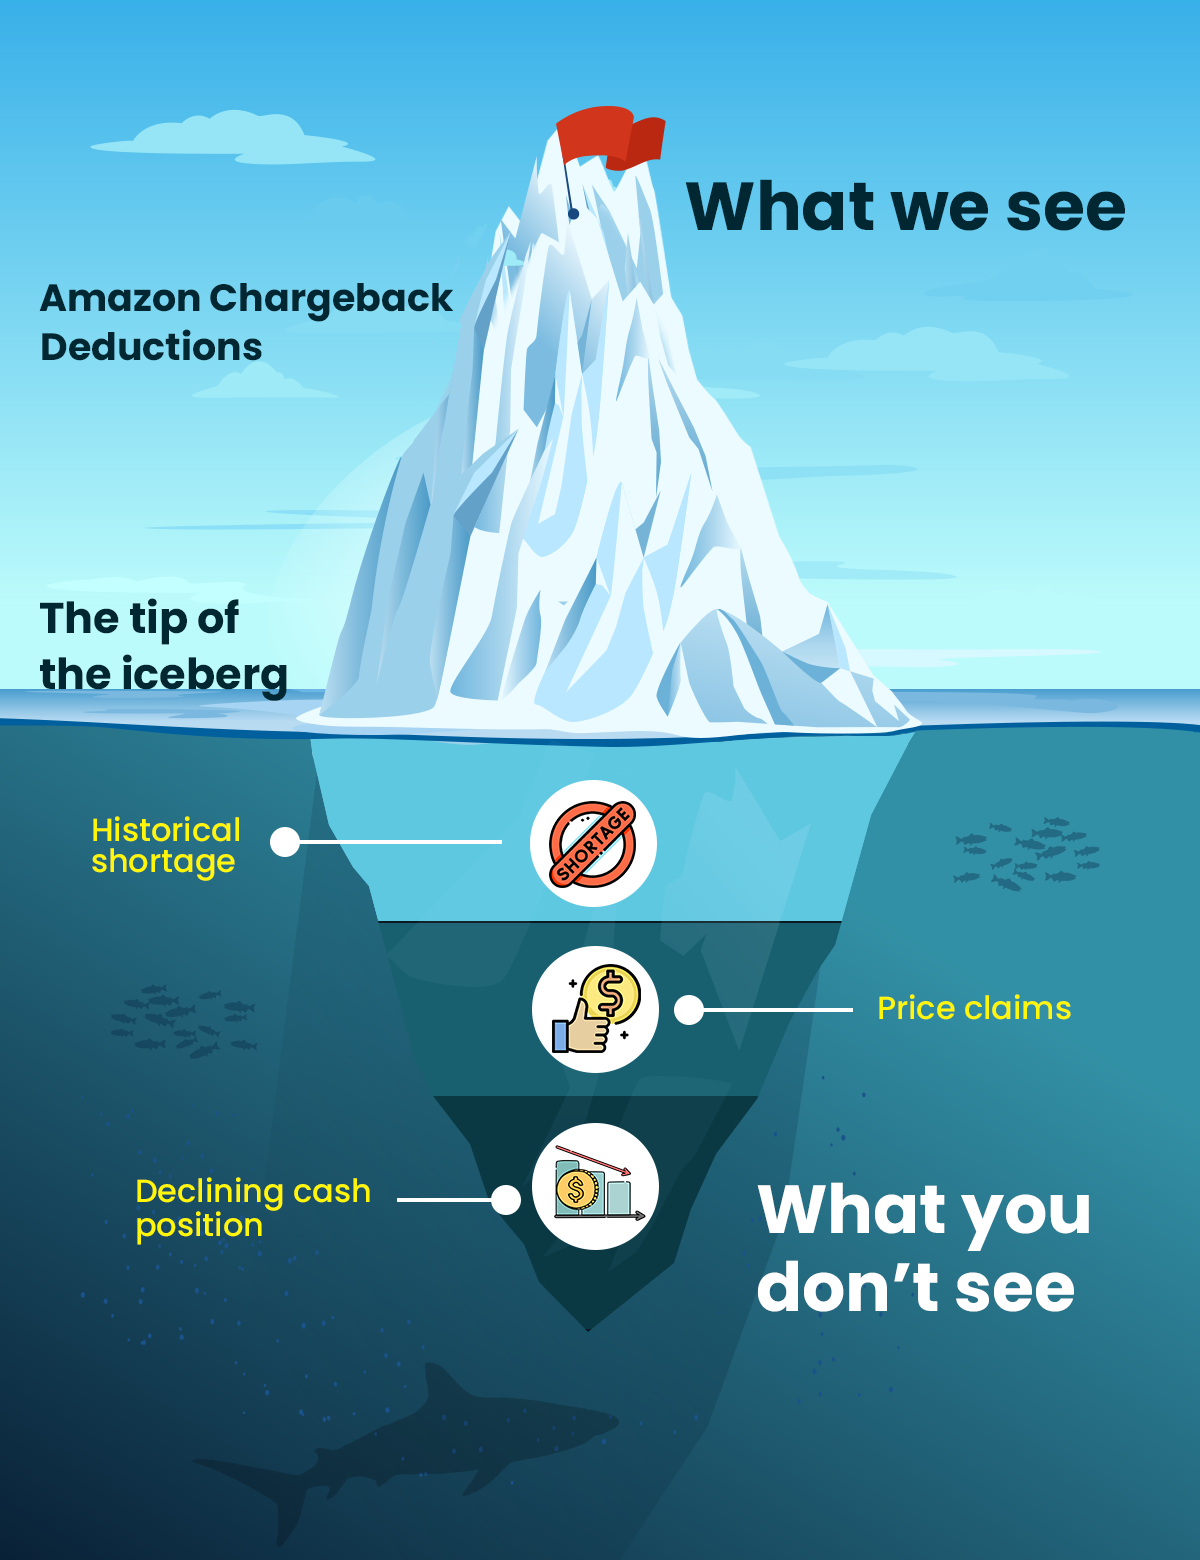 What we see
Amazon Chargeback
Deductions
The tip of
the iceberg
Historical
shortage
SHORTAGE
Price claims
Declining cash
position
What you
don’t see